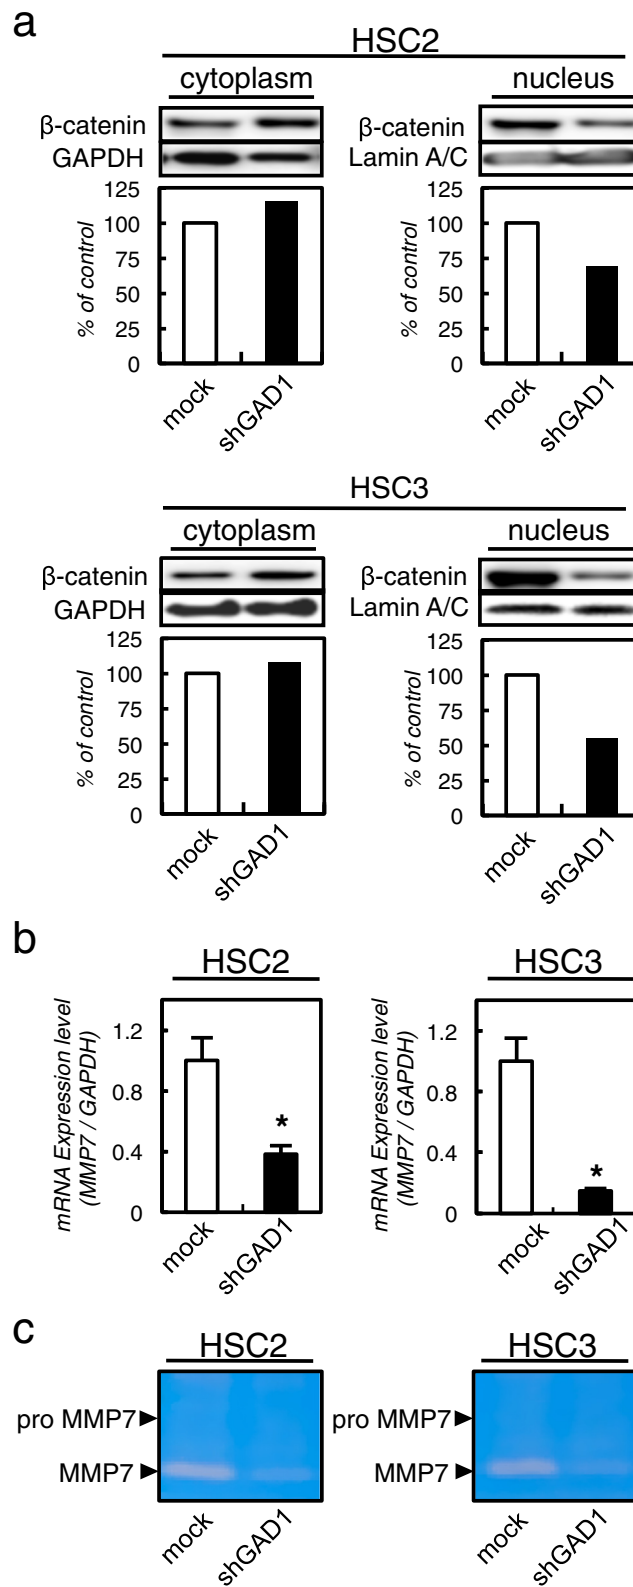 a
HSC2
cytoplasm nucleus
β-catenin β-catenin
GAPDH Lamin A/C
125 125
100 100
75 75
50 50
25 25
0 0
% of control % of control
mock shGAD1 mock shGAD1
HSC3
cytoplasm nucleus
β-catenin β-catenin
GAPDH Lamin A/C
125 125
100 100
75 75
50 50
25 25
0 0
% of control % of control
mock shGAD1 mock shGAD1
b
HSC2 HSC3
mRNA Expression level mRNA Expression level
(MMP7 / GAPDH) (MMP7 / GAPDH)
1.2 1.2
0.8 0.8
0.4 * 0.4 *
0 0
mock shGAD1 mock shGAD1
c
HSC2 HSC3
pro MMP7 pro MMP7
MMP7 MMP7
mock shGAD1 mock shGAD1